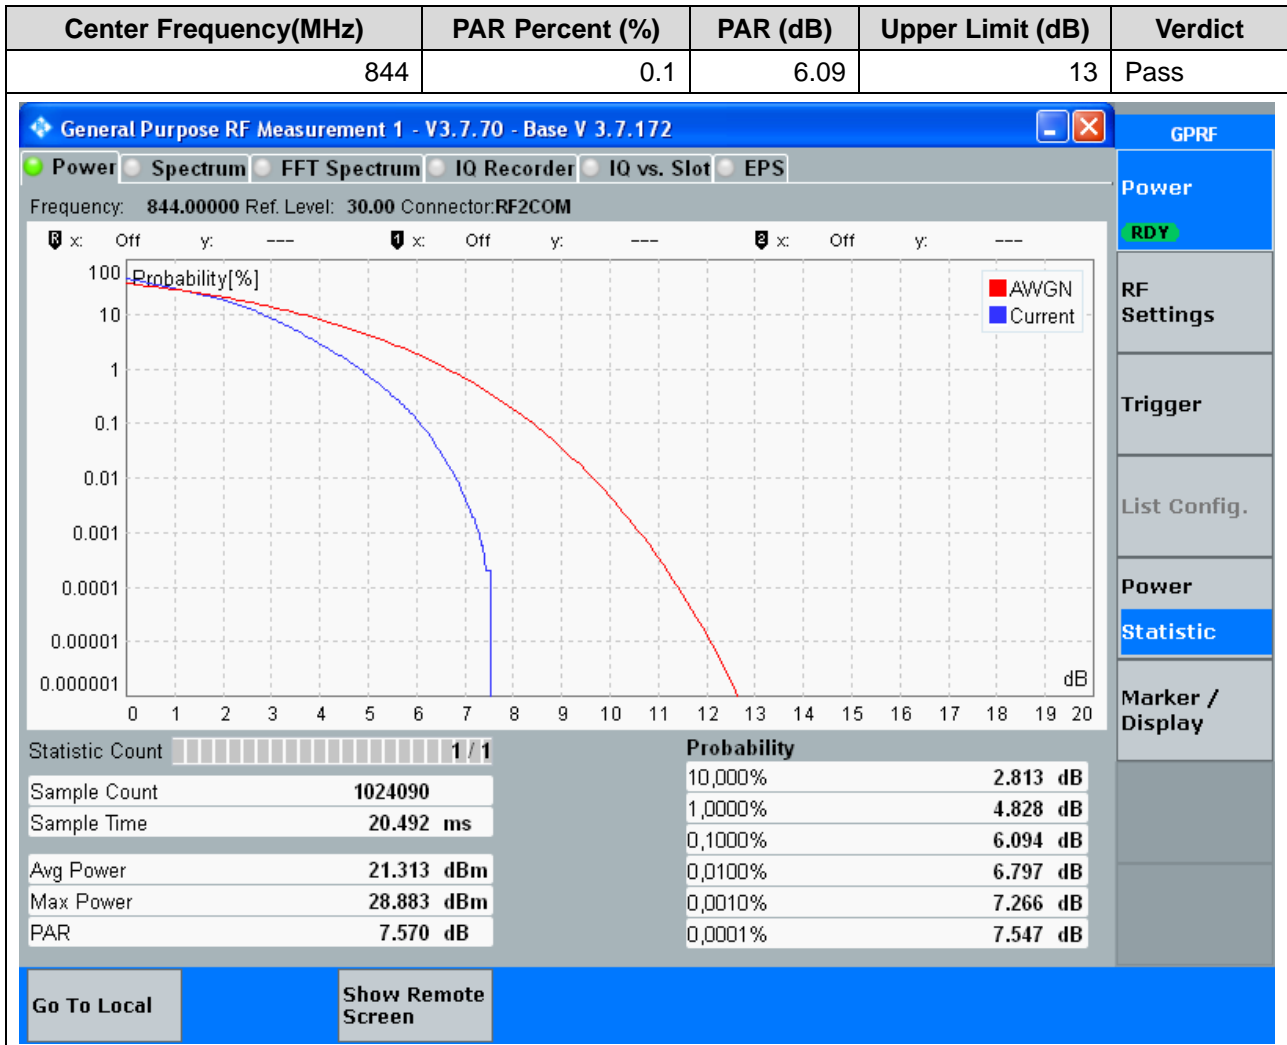 Center Frequency(MHz) PAR Percent (%) PAR (dB) Upper Limit (dB) Verdict
844 0.1 6.09 13 Pass
General Purpose RF Measurement 1 - V3.7.70 - Base V 3.7.172
GPRF
Power Spectrum FFT Spectrum IQ Recorder IQ vs. Slot EPS
Frequency: 844.00000 Ref. Level: 30.00 Connector:RF2COM
R x: Off y: --- 1 x: Off y: --- 2 x: Off y: ---
Probability[%]
AWGN
Current
100
10
1
0.1
0.01
0.001
0.0001
0.00001
0.000001
dB
0 1 2 3 4 5 6 7 8 9 10 11 12 13 14 15 16 17 18 19 20
Statistic Count 1 / 1
Sample Count 1024090
Sample Time 20.492 ms
Avg Power 21.313 dBm
Max Power 28.883 dBm
PAR 7.570 dB
Probability
10,000% 2.813 dB
1,0000% 4.828 dB
0,1000% 6.094 dB
0,0100% 6.797 dB
0,0010% 7.266 dB
0,0001% 7.547 dB
Power
RDY
RF
Settings
Trigger
List Config.
Power
Statistic
Marker /
Display
Go To Local
Show Remote
Screen